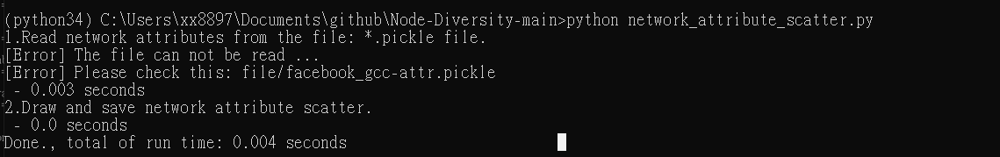 (python34) C:\Users\xx8897\Documents\github\Node-Diversity-main>python network_attribute_scatter.py
1.Read network attributes from the file: *.pickle file.
[Error] The file can not be read ...
[Error] Please check this: file/facebook_gcc-attr.pickle
 - 0.003 seconds
2.Draw and save network attribute scatter.
 - 0.0 seconds
Done., total of run time: 0.004 seconds